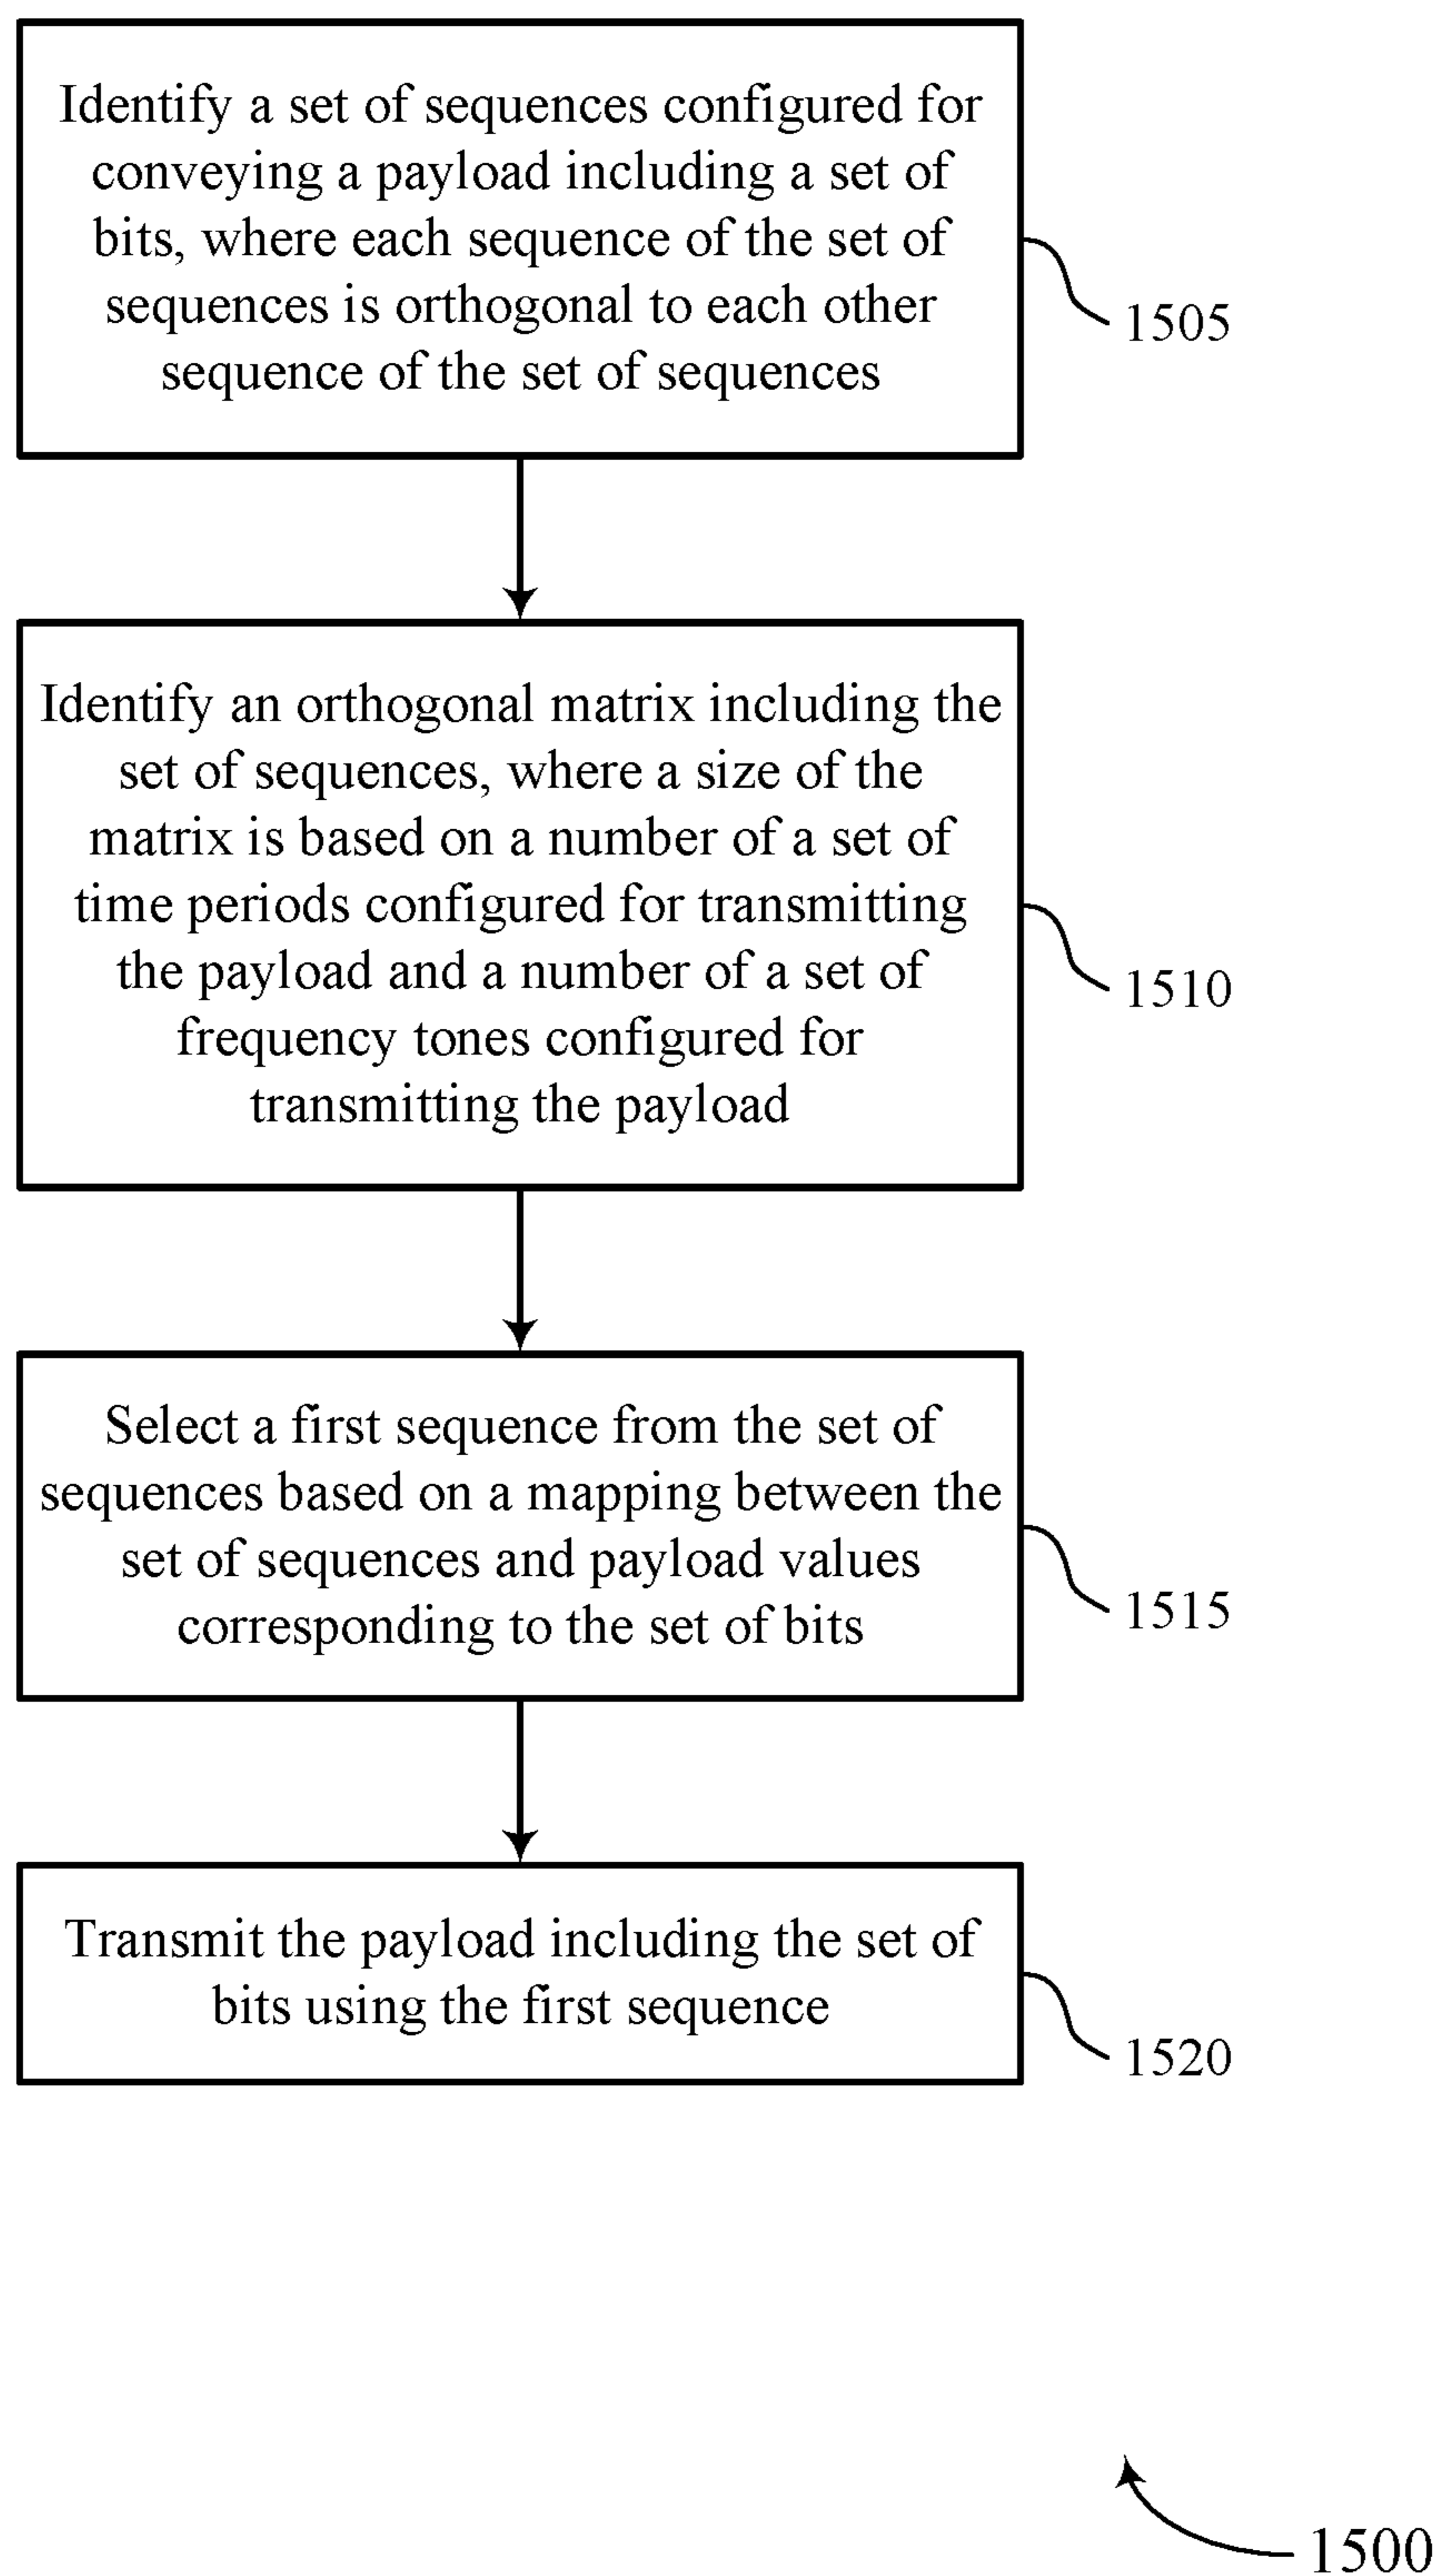 Identify a set of sequences configured for
conveying a payload including a set of
bits, where each sequence of the set of
sequences is orthogonal to each other
sequence of the set of sequences
1505
Identify an orthogonal matrix including the
set of sequences, where a size of the
matrix is based on a number of a set of
time periods configured for transmitting
the payload and a number of a set of
frequency tones configured for
transmitting the payload
1510
Select a first sequence from the set of
sequences based on a mapping between the
set of sequences and payload values
corresponding to the set of bits
1515
Transmit the payload including the set of
bits using the first sequence
1520
1500